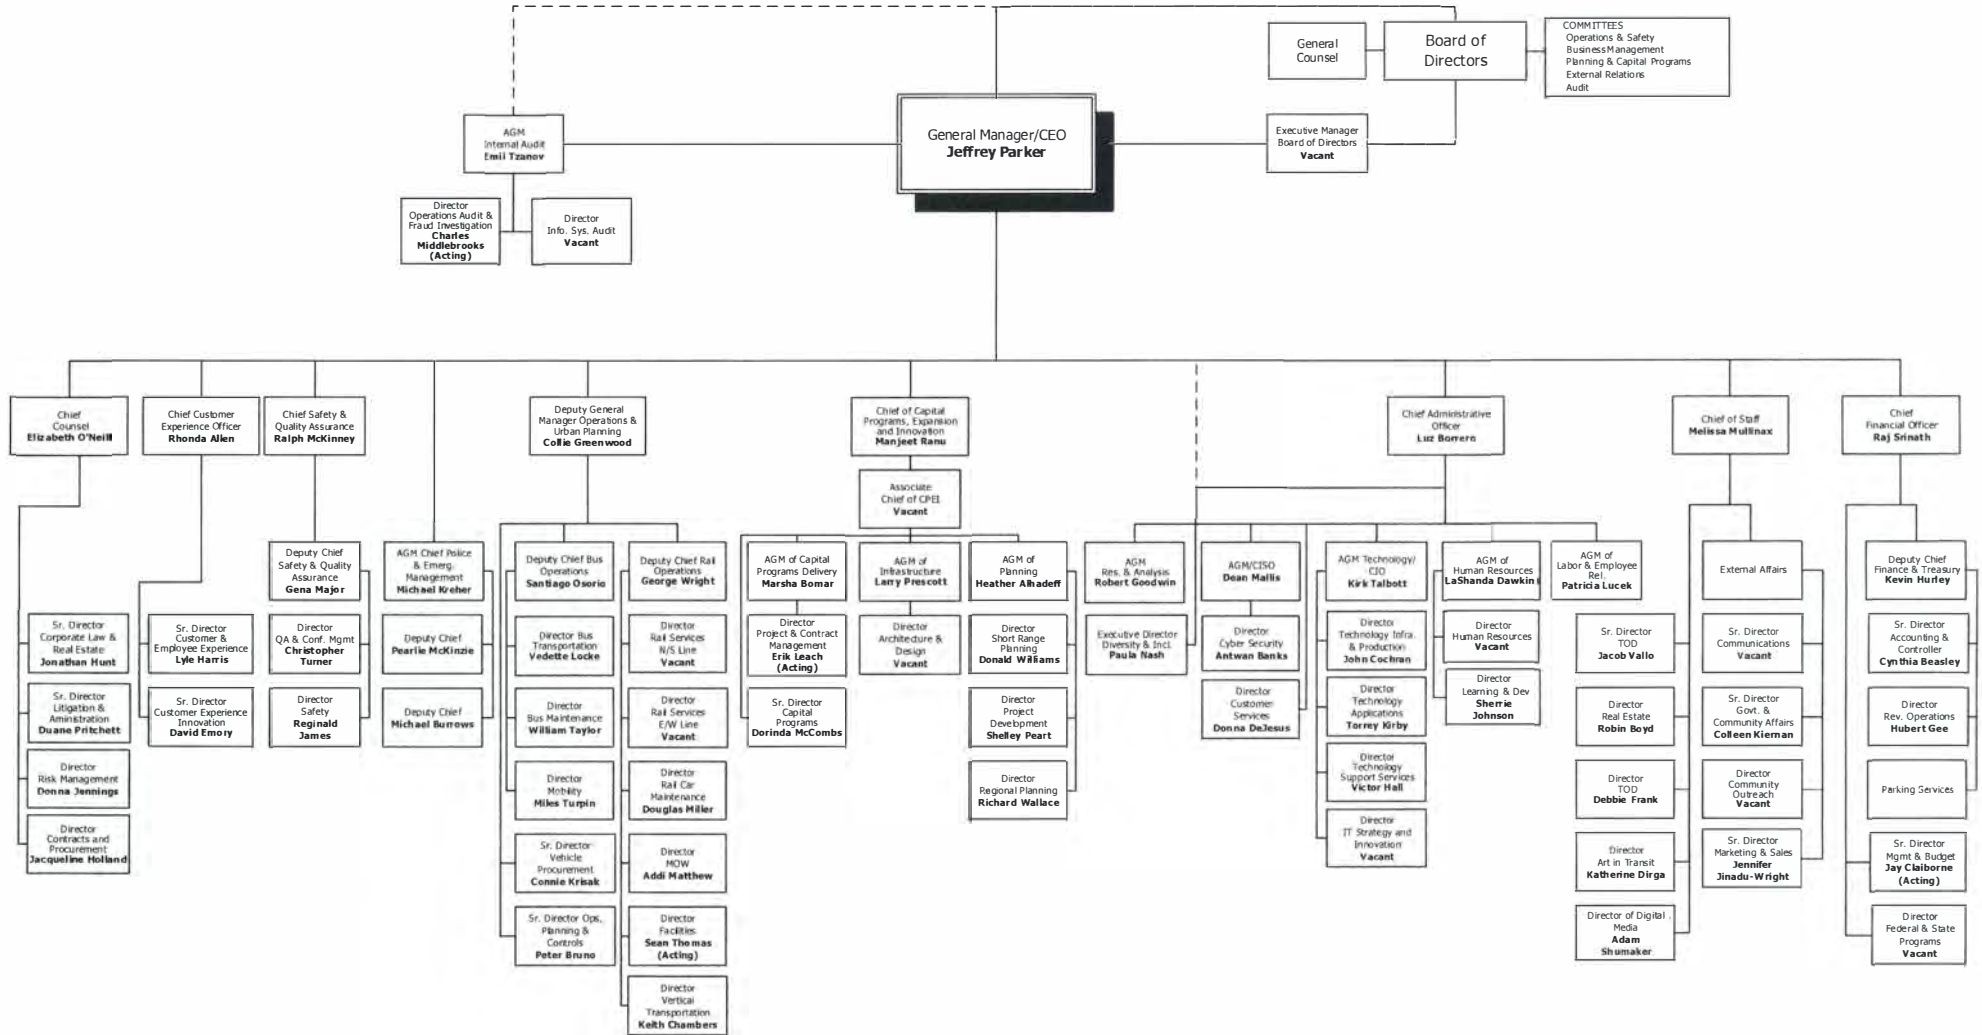 General
Counsel
Board of
Directors
COMMITTEES
Operations & Safety
Business Management
Planning & Capital Programs
External Relations
Audit
AGM
Internal Audit
Emil Tzanov
General Manager/CEO
Jeffrey Parker
Executive Manager
Board of Directors
Vacant
Director
Operations Audit &
Fraud Investigation
Charles
Middlebrooks
(Acting)
Director
Info. Sys. Audit
Vacant
Chief
Counsel
Elizabeth O'Neill
Chief Customer
Experience Officer
Rhonda Allen
Chief Safety &
Quality Assurance
Ralph McKinney
Deputy General
Manager Operations &
Urban Planning
Collie Greenwood
Chief of Capital
Programs, Expansion
and Innovation
Manjeet Ranu
Chief Administrative
Officer
Luz Borrero
Chief of Staff
Melissa Mullinax
Chief
Financial Officer
Raj Srinath
Associate
Chief of CPEI
Vacant
Deputy Chief
Safety & Quality
Assurance
Gena Major
AGM Chief Police
& Emerg.
Management
Michael Kreher
Deputy Chief Bus
Operations
Santiago Osorio
Deputy Chief Rail
Operations
George Wright
AGM of Capital
Programs Delivery
Marsha Bomar
AGM of
Infrastructure
Larry Prescott
AGM of
Planning
Heather Alhadeff
AGM
Res. & Analysis
Robert Goodwin
AGM/CISO
Dean Mallis
AGM Technology/
CIO
Kirk Talbott
AGM of
Human Resources
LaShanda Dawkin
AGM of
Labor & Employee
Rel.
Patricia Lucek
External Affairs
Deputy Chief
Finance & Treasury
Kevin Hurley
Sr. Director
Corporate Law &
Real Estate
Jonathan Hunt
Sr. Director
Customer &
Employee Experience
Lyle Harris
Director
QA & Conf. Mgmt
Christopher
Turner
Deputy Chief
Pearlie McKinzie
Director Bus
Transportation
Vedette Locke
Director
Rail Services
N/S Line
Vacant
Director
Project & Contract
Management
Erik Leach
(Acting)
Director
Architecture &
Design
Vacant
Director
Short Range
Planning
Donald Williams
Executive Director
Diversity & Incl.
Paula Nash
Director
Cyber Security
Antwan Banks
Director
Technology Infra.
& Production
John Cochran
Director
Human Resources
Vacant
Sr. Director
TOD
Jacob Vallo
Sr. Director
Communications
Vacant
Sr. Director
Accounting &
Controller
Cynthia Beasley
Sr. Director
Litigation &
Aministration
Duane Pritchett
Sr. Director
Customer Experience
Innovation
David Emory
Director
Safety
Reginald
James
Deputy Chief
Michael Burrows
Director
Bus Maintenance
William Taylor
Director
Rail Services
E/W Line
Vacant
Sr. Director
Capital
Programs
Dorinda McCombs
Director
Project
Development
Shelley Peart
Director
Customer
Services
Donna DeJesus
Director
Technology
Applications
Torrey Kirby
Director
Learning & Dev
Sherrie
Johnson
Director
Real Estate
Robin Boyd
Sr. Director
Govt. &
Community Affairs
Colleen Kiernan
Director
Rev. Operations
Hubert Gee
Director
Risk Management
Donna Jennings
Director
Mobility
Miles Turpin
Director
Rail Car
Maintenance
Douglas Miller
Director
Regional Planning
Richard Wallace
Director
Technology
Support Services
Victor Hall
Director
TOD
Debbie Frank
Director
Community
Outreach
Vacant
Parking Services
Director
Contracts and
Procurement
Jacqueline Holland
Sr. Director
Vehicle
Procurement
Connie Krisak
Director
MOW
Addi Matthew
Director
IT Strategy and
Innovation
Vacant
Director
Art in Transit
Katherine Dirga
Sr. Director
Marketing & Sales
Jennifer
Jinadu-Wright
Sr. Director
Mgmt & Budget
Jay Claiborne
(Acting)
Sr. Director Ops.
Planning &
Controls
Peter Bruno
Director
Facilities
Sean Thomas
(Acting)
Director of Digital
Media
Adam
Shumaker
Director
Federal & State
Programs
Vacant
Director
Vertical
Transportation
Keith Chambers